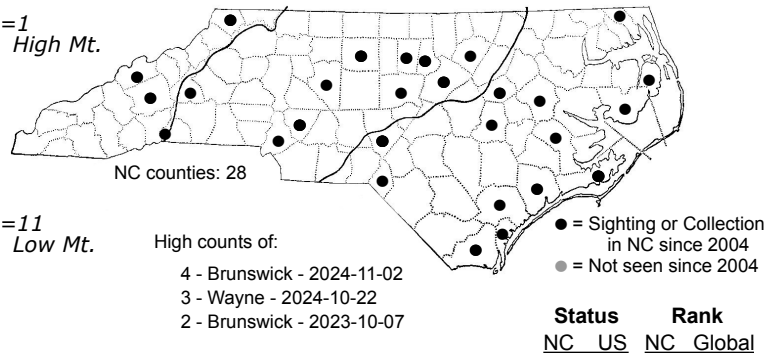 =1
High Mt.
NC counties: 28
=11
Low Mt.
High counts of:
4 - Brunswick - 2024-11-02
3 - Wayne - 2024-10-22
2 - Brunswick - 2023-10-07
= Sighting or Collection
in NC since 2004
= Not seen since 2004
Status Rank
NC US NC Global